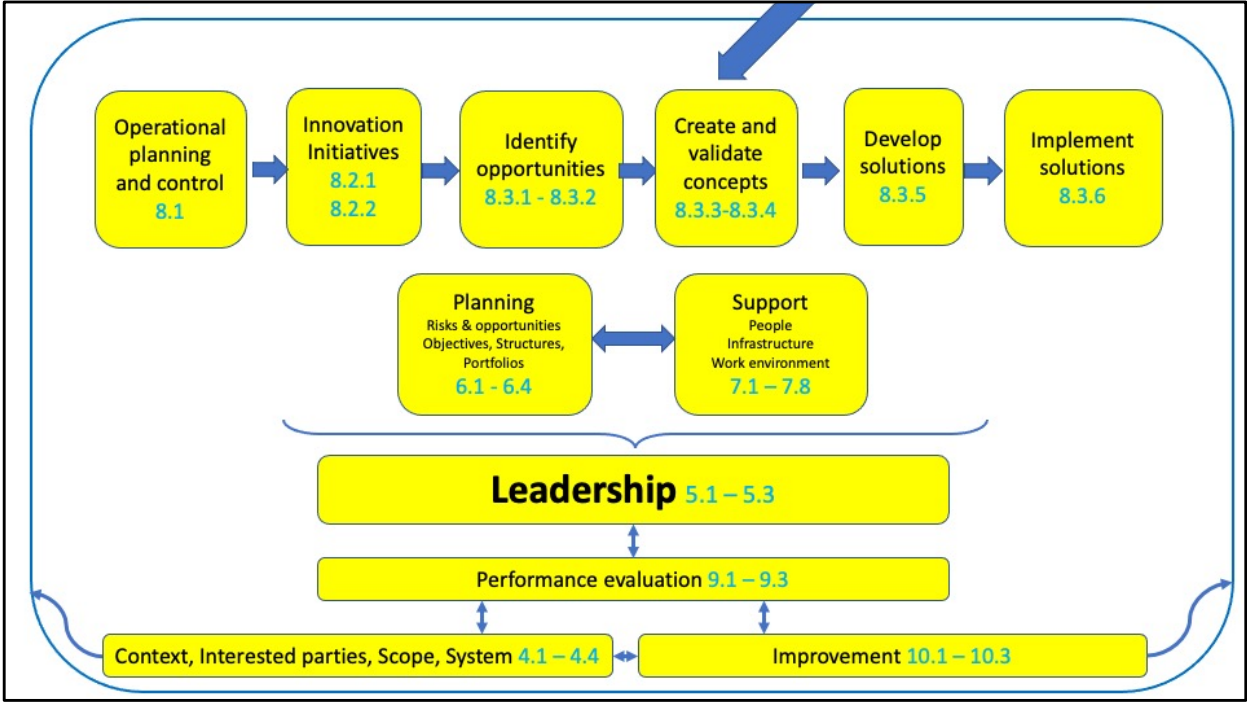 Operational
planning
and control
8.1
Innovation
Initiatives
8.2.1
8.2.2
Identify
opportunities
8.3.1 - 8.3.2
Create and
validate
concepts
8.3.3-8.3.4
Develop
solutions
8.3.5
Implement
solutions
8.3.6
Planning
Risks & opportunities
Objectives, Structures,
Portfolios
6.1 - 6.4
Support
People
Infrastructure
Work environment
7.1 – 7.8
Leadership 5.1 – 5.3
Performance evaluation 9.1 – 9.3
Context, Interested parties, Scope, System 4.1 – 4.4
Improvement 10.1 – 10.3